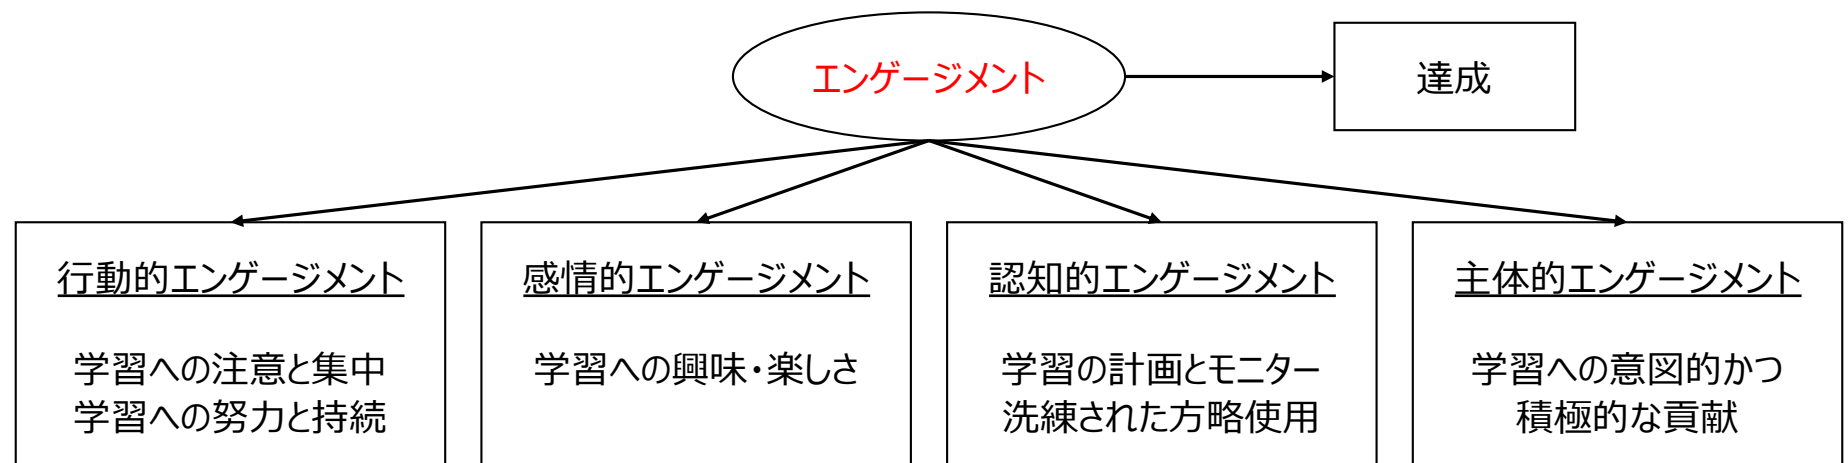 エンゲージメント
達成
行動的エンゲージメント
学習への注意と集中
学習への努力と持続
感情的エンゲージメント
学習への興味・楽しさ
認知的エンゲージメント
学習の計画とモニター
洗練された方略使用
主体的エンゲージメント
学習への意図的かつ
積極的な貢献